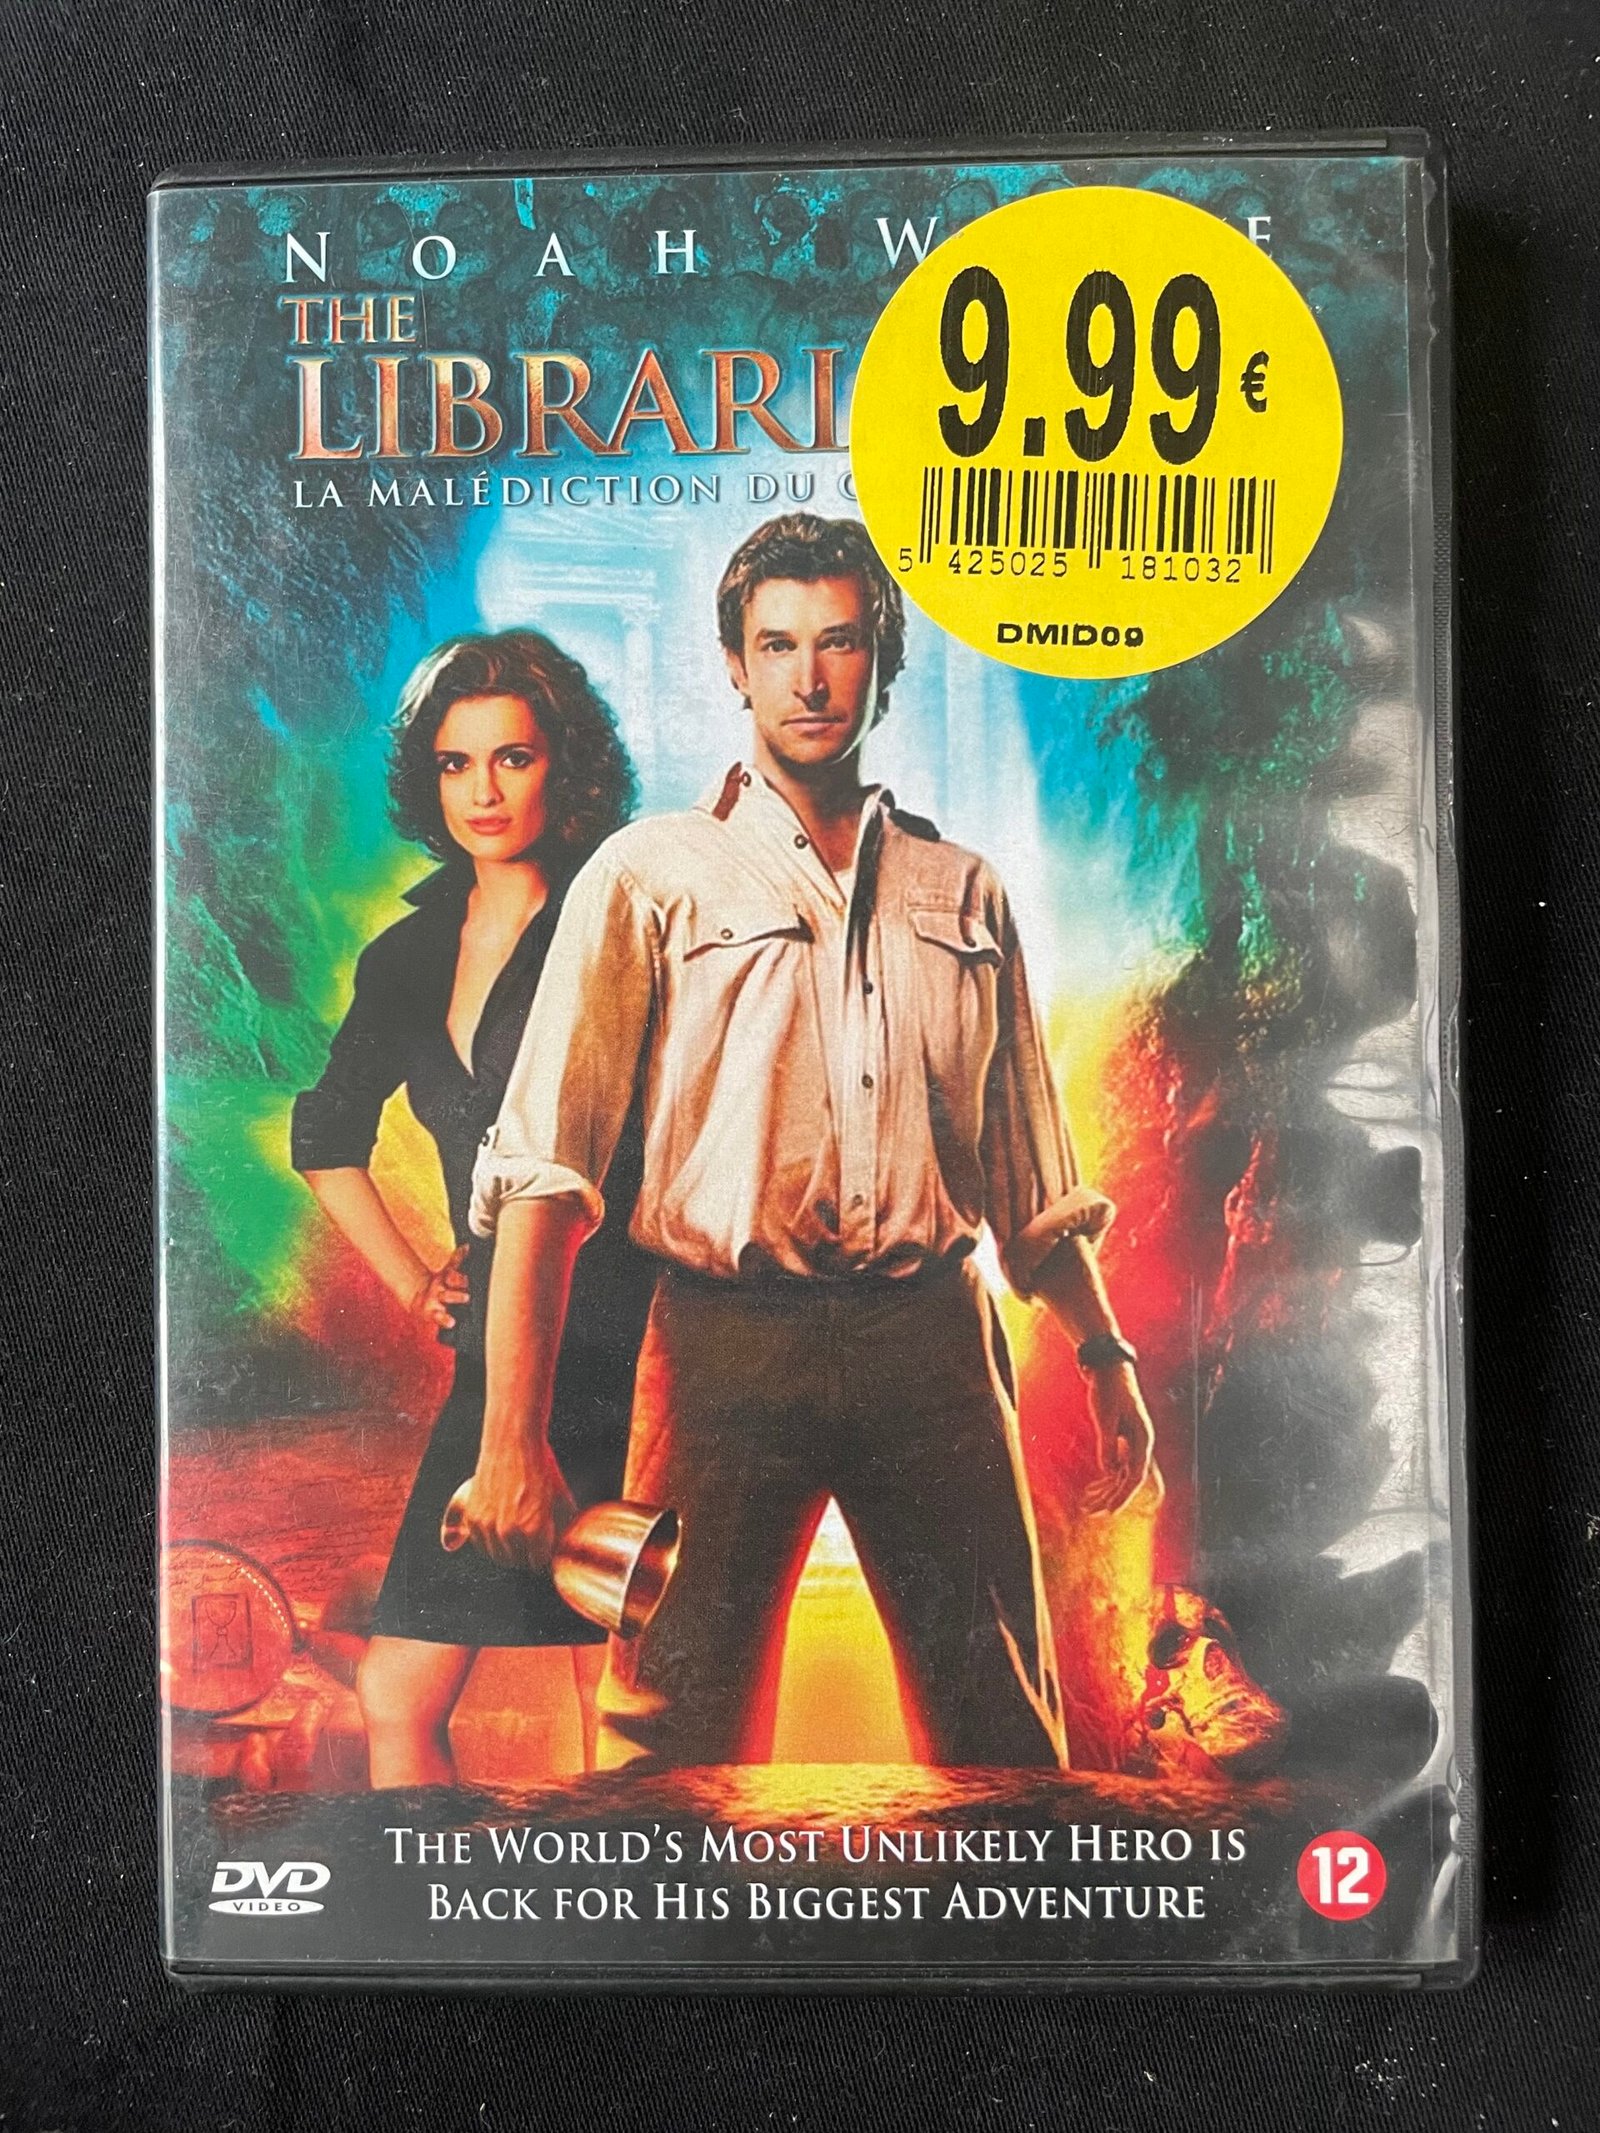 NOAH
THE
LA MALÉDICTION DU
9.99€
5 425025 181032
DMID09
THE WORLD'S MOST UNLIKELY HERO IS
BACK FOR HIS BIGGEST ADVENTURE
DVD
VIDEO
12